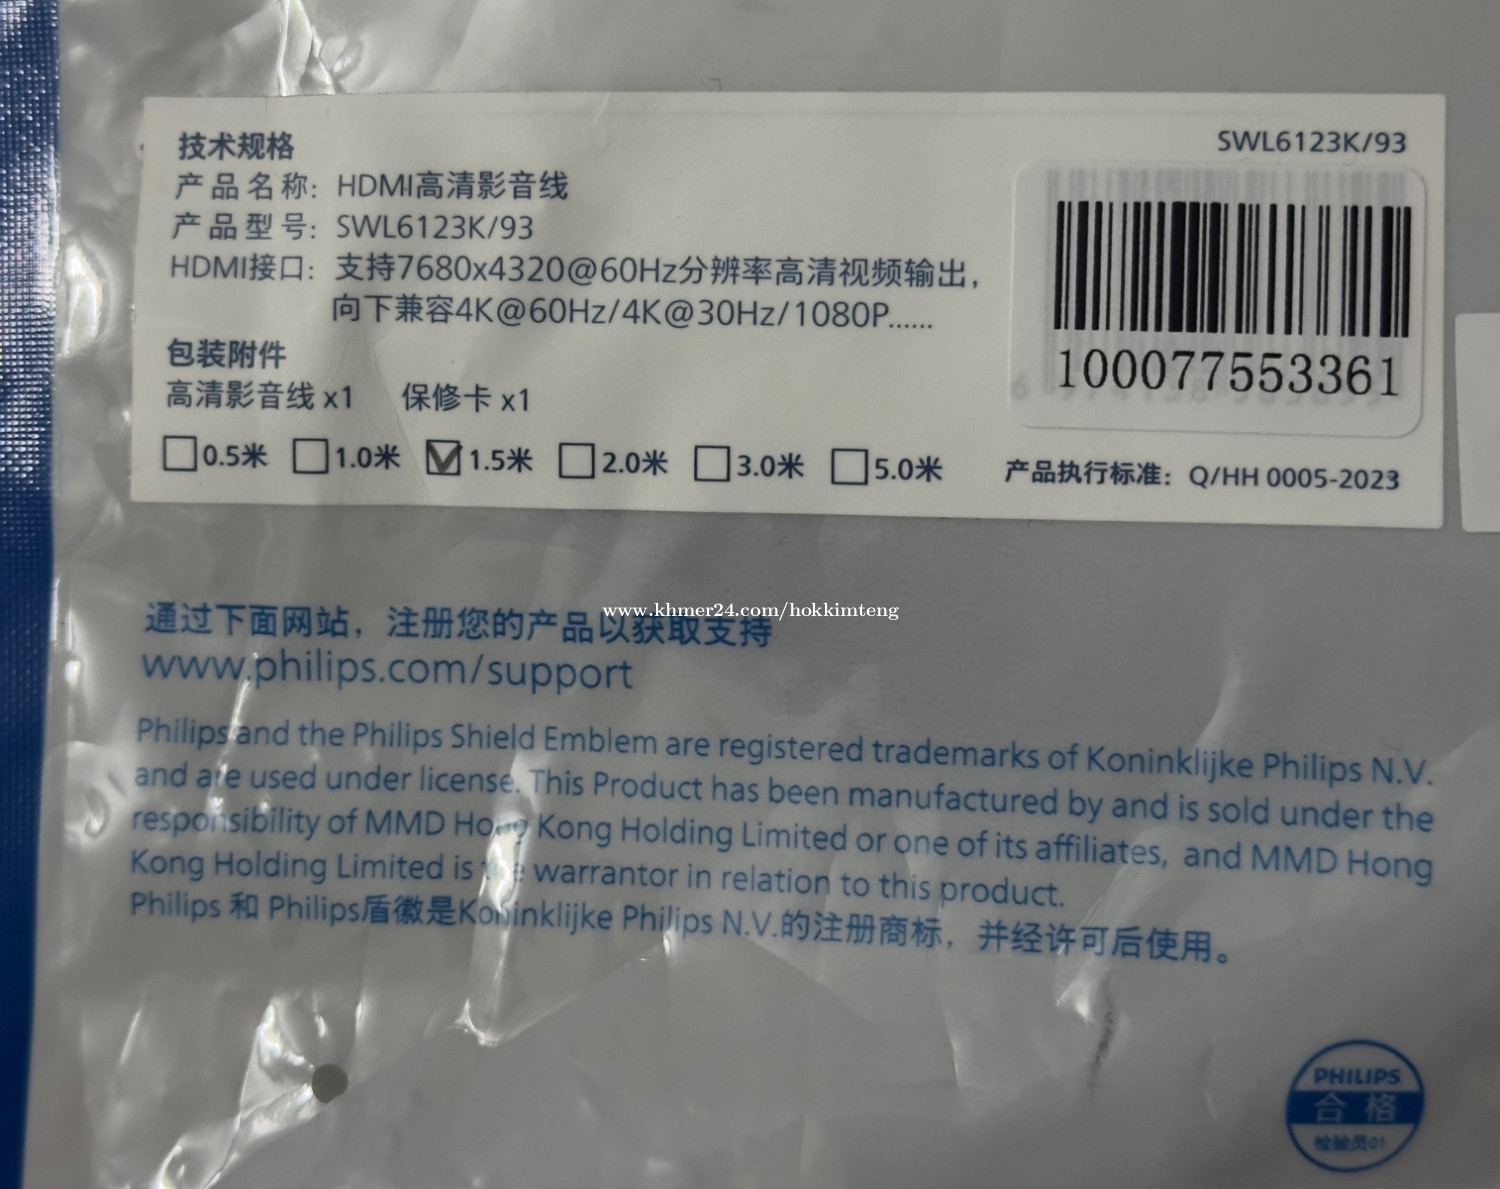 技术规格
SWL6123K/93
产品名称：HDMI高清影音线
产品型号：SWL6123K/93
HDMI接口：支持7680x4320@60Hz分辨率高清视频输出，
向下兼容4K@60Hz/4K@30Hz/1080P......
100077553361
包装附件
高清影音线 x1 保修卡 x1
0.5米 1.0米 1.5米 2.0米 3.0米 5.0米
产品执行标准：Q/HH 0005-2023
www.khmer24.com/hokkimteng
通过下面网站，注册您的产品以获取支持
www.philips.com/support
Philips and the Philips Shield Emblem are registered trademarks of Koninklijke Philips N.V.
and are used under license. This Product has been manufactured by and is sold under the
responsibility of MMD Hong Kong Holding Limited or one of its affiliates, and MMD Hong
Kong Holding Limited is the warrantor in relation to this product.
Philips 和 Philips盾徽是Koninklijke Philips N.V.的注册商标，并经许可后使用。
PHILIPS
合格
检验员01